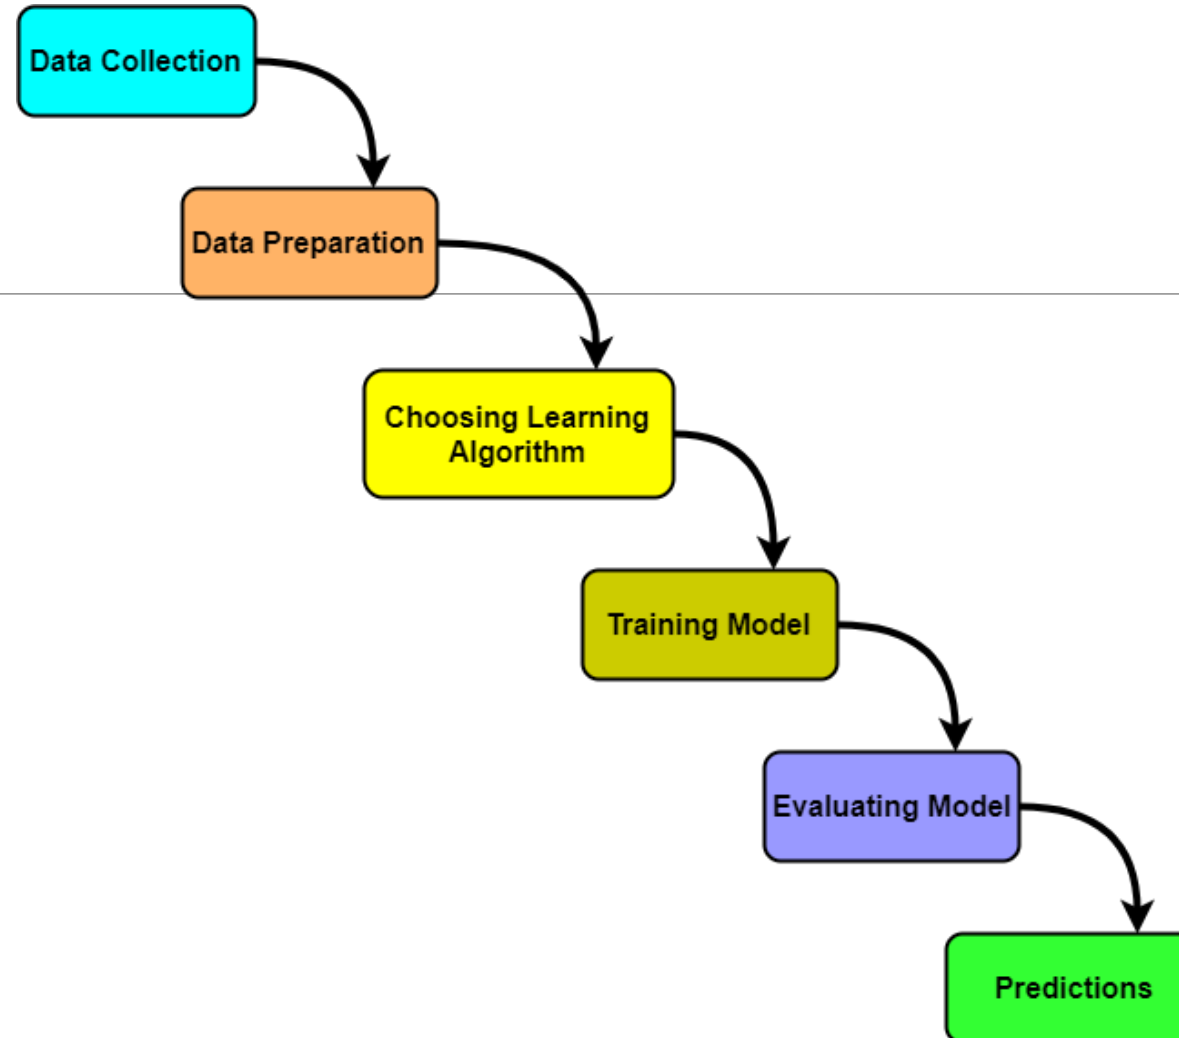 Data Collection
Data Preparation
Choosing Learning
Algorithm
Training Model
Evaluating Model
Predictions